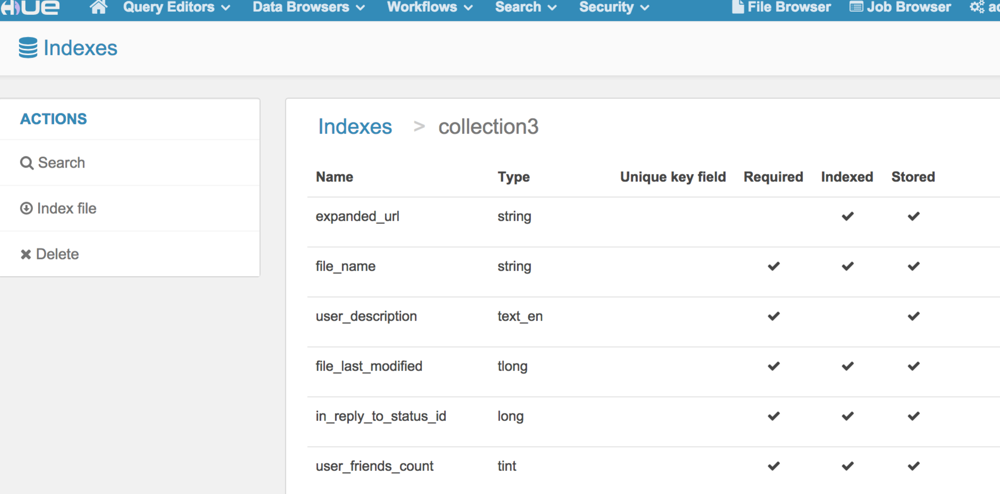 HUE Query Editors Data Browsers Workflows Search Security File Browser Job Browser
Indexes
ACTIONS
Search
Index file
Delete
Indexes > collection3
Name Type Unique key field Required Indexed Stored
expanded_url string
file_name string
user_description text_en
file_last_modified tlong
in_reply_to_status_id long
user_friends_count tint